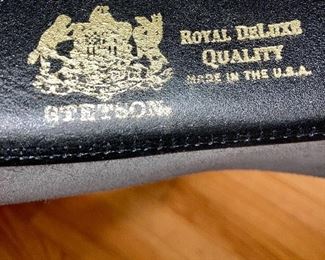 ROYAL DELUXE
QUALITY
MADE IN THE U.S.A.
STETSON